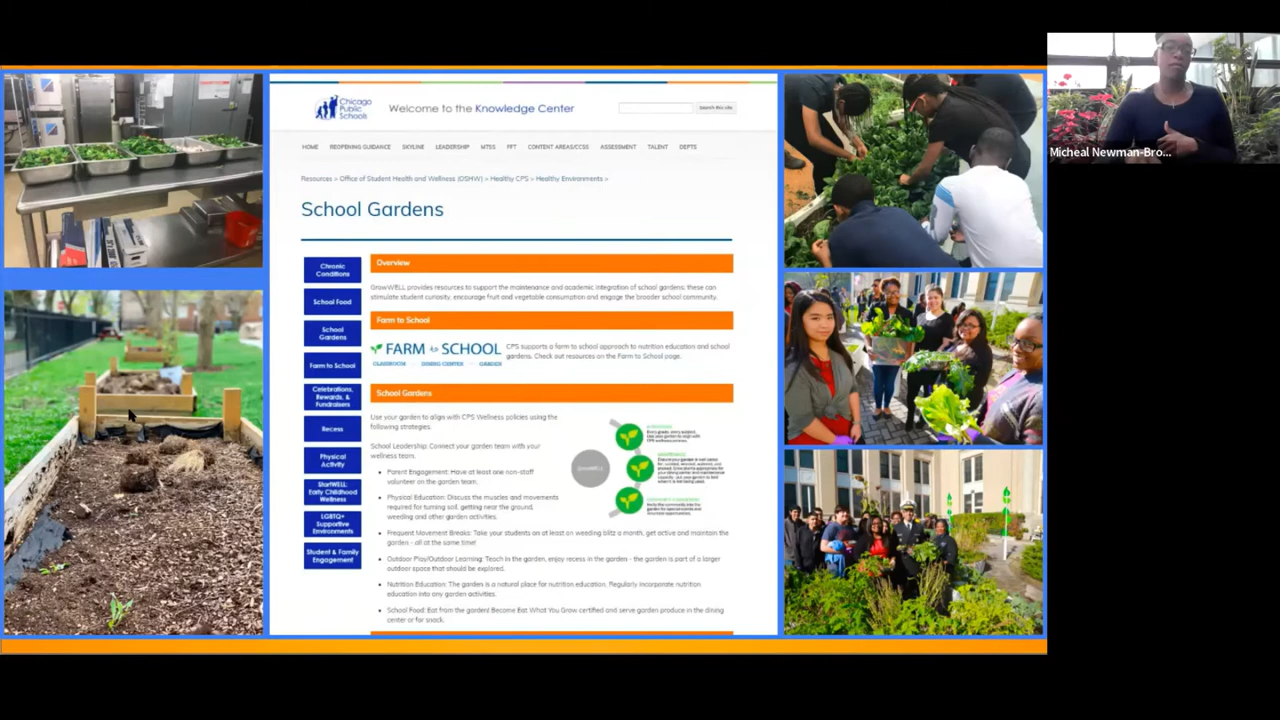 Chicago
Public
Schools
Welcome to the Knowledge Center
Search this site
HOME REOPENING GUIDANCE SKYLINE LEADERSHIP MTSS FFT CONTENT AREAS/CCSS ASSESSMENT TALENT DEPTS
Resources > Office of Student Health and Wellness (OSHW) > Healthy CPS > Healthy Environments >
School Gardens
Chronic
Conditions
School Food
School
Gardens
Farm to School
Celebrations,
Rewards, &
Fundraisers
Recess
Physical
Activity
StartWELL:
Early Childhood
Wellness
LGBTQ+
Supportive
Environments
Student & Family
Engagement
Overview
GrowWELL provides resources to support the maintenance and academic integration of school gardens; these can
stimulate student curiosity, encourage fruit and vegetable consumption and engage the broader school community.
Farm to School
FARM to SCHOOL
CLASSROOM DINING CENTER GARDEN
CPS supports a farm to school approach to nutrition education and school
gardens. Check out resources on the Farm to School page.
School Gardens
Use your garden to align with CPS Wellness policies using the
following strategies.
School Leadership: Connect your garden team with your
wellness team.
• Parent Engagement: Have at least one non-staff
volunteer on the garden team.
• Physical Education: Discuss the muscles and movements
required for turning soil, getting near the ground,
weeding and other garden activities.
• Frequent Movement Breaks: Take your students on at least on weeding blitz a month, get active and maintain the
garden - all at the same time!
• Outdoor Play/Outdoor Learning: Teach in the garden, enjoy recess in the garden - the garden is part of a larger
outdoor space that should be explored.
• Nutrition Education: The garden is a natural place for nutrition education. Regularly incorporate nutrition
education into any garden activities.
• School Food: Eat from the garden! Become Eat What You Grow certified and serve garden produce in the dining
center or for snack.
GrowWELL
Micheal Newman-Bro...